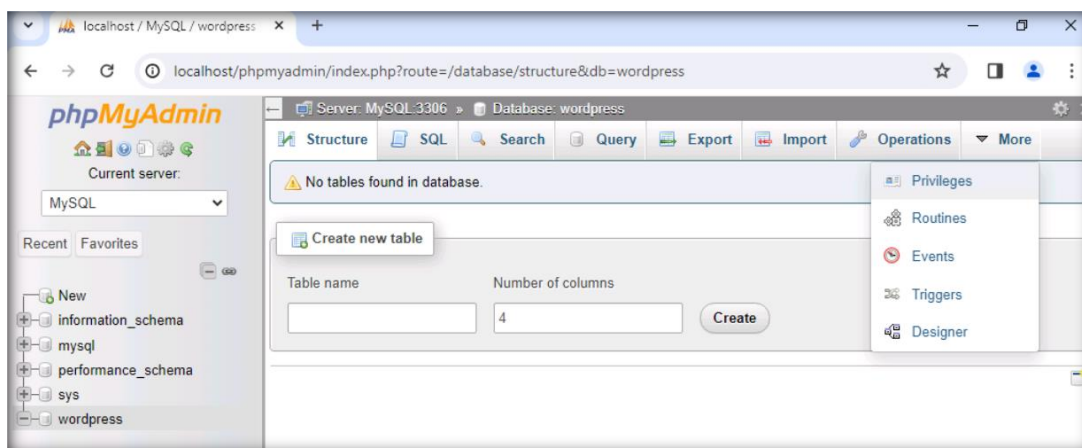 localhost / MySQL / wordpress
localhost/phpmyadmin/index.php?route=/database/structure&db=wordpress
phpMyAdmin
Current server:
MySQL
Recent Favorites
New
information_schema
mysql
performance_schema
sys
wordpress
Server: MySQL:3306 » Database: wordpress
Structure SQL Search Query Export Import Operations More
No tables found in database.
Create new table
Table name Number of columns
4 Create
Privileges
Routines
Events
Triggers
Designer